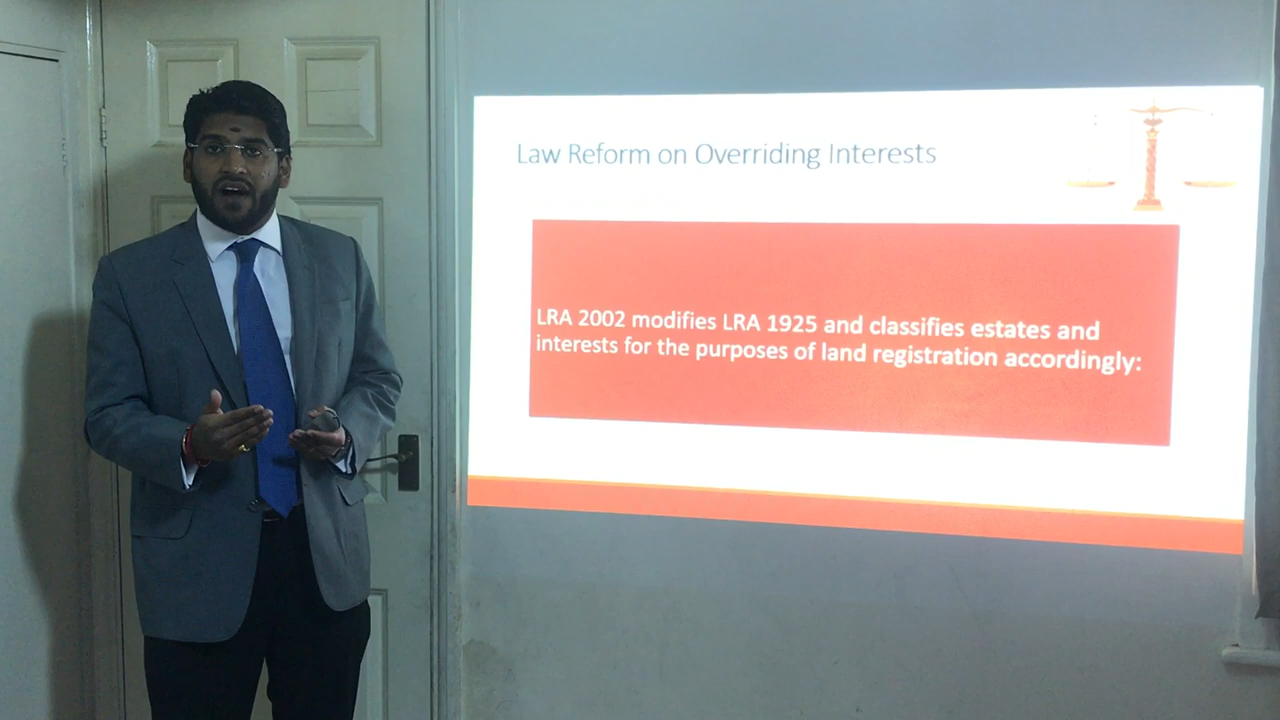 Law Reform on Overriding Interests
LRA 2002 modifies LRA 1925 and classifies estates and
interests for the purposes of land registration accordingly: